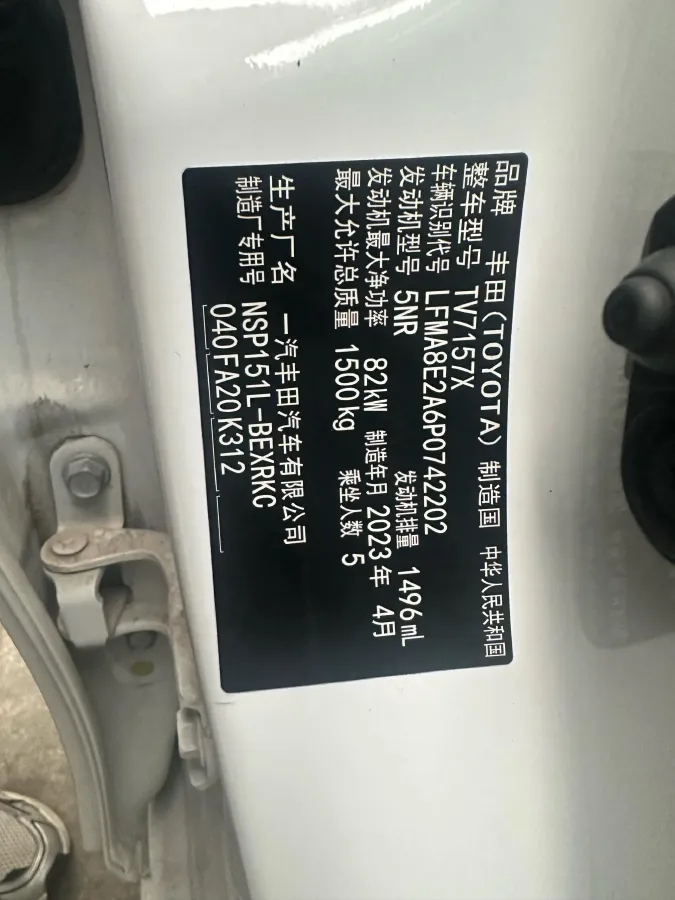 品牌 丰田(TOYOTA) 制造国 中华人民共和国
整车型号 TV7157X
车辆识别代号 LFMA8E2A6P0742202
发动机型号 5NR 发动机排量 1496mL
发动机最大净功率 82kW 制造年月 2023年 4月
最大允许总质量 1500kg 乘坐人数 5
生产厂名 一汽丰田汽车有限公司
制造厂专用号 NSP151L-BEXRKC
040FA20K312